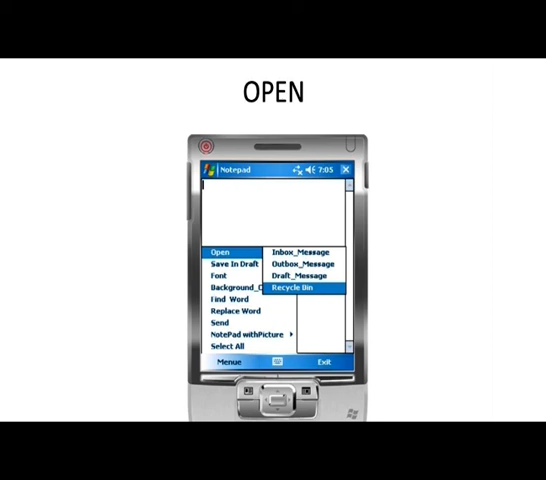 OPEN
Notepad 7:05
Open
Save In Draft
Font
Background_C
Find Word
Replace Word
Send
NotePad withPicture
Select All
Inbox_Message
Outbox_Message
Draft_Message
Recycle Bin
Menue Exit